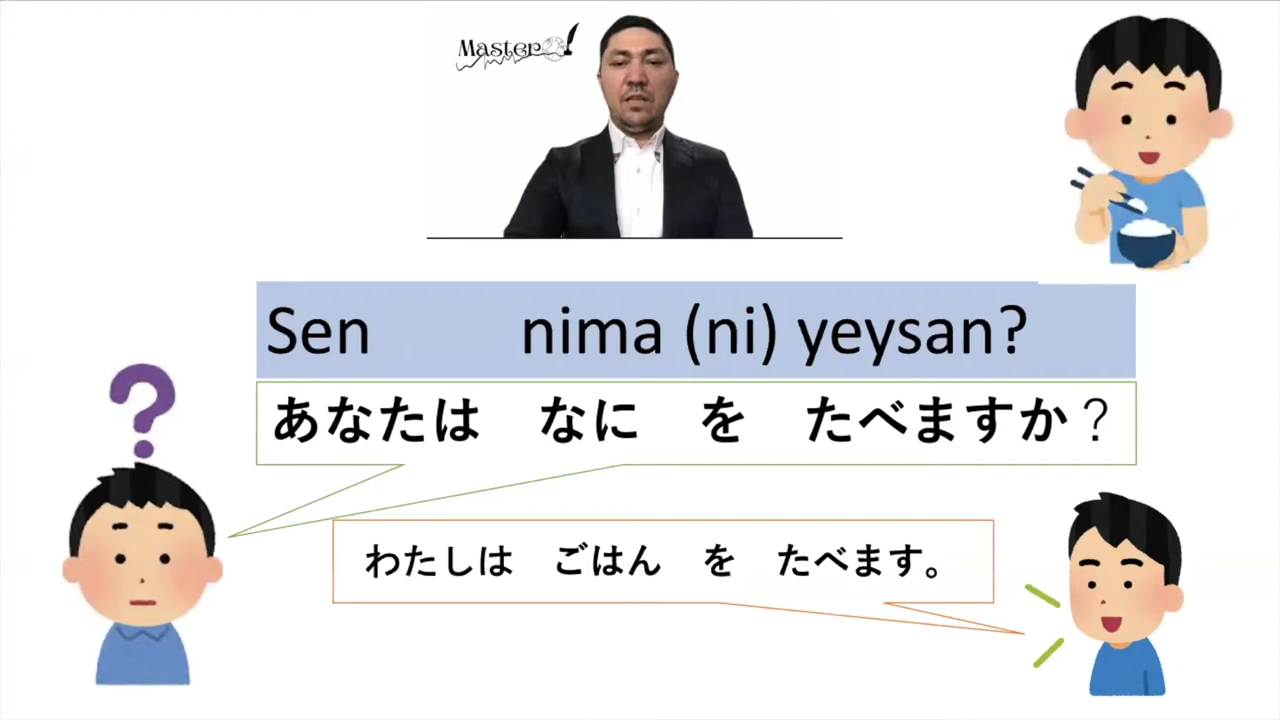 Master
Sen nima (ni) yeysan?
あなたは　なに　を　たべますか？
わたしは　ごはん　を　たべます。